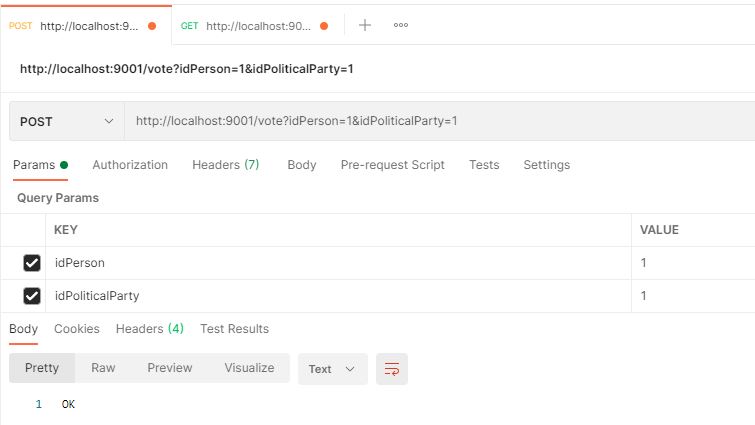 POST http://localhost:9... GET http://localhost:90... + ooo
http://localhost:9001/vote?idPerson=1&idPoliticalParty=1
POST http://localhost:9001/vote?idPerson=1&idPoliticalParty=1
Params Authorization Headers (7) Body Pre-request Script Tests Settings
Query Params
KEY VALUE
idPerson 1
idPoliticalParty 1
Body Cookies Headers (4) Test Results
Pretty Raw Preview Visualize Text
1 OK